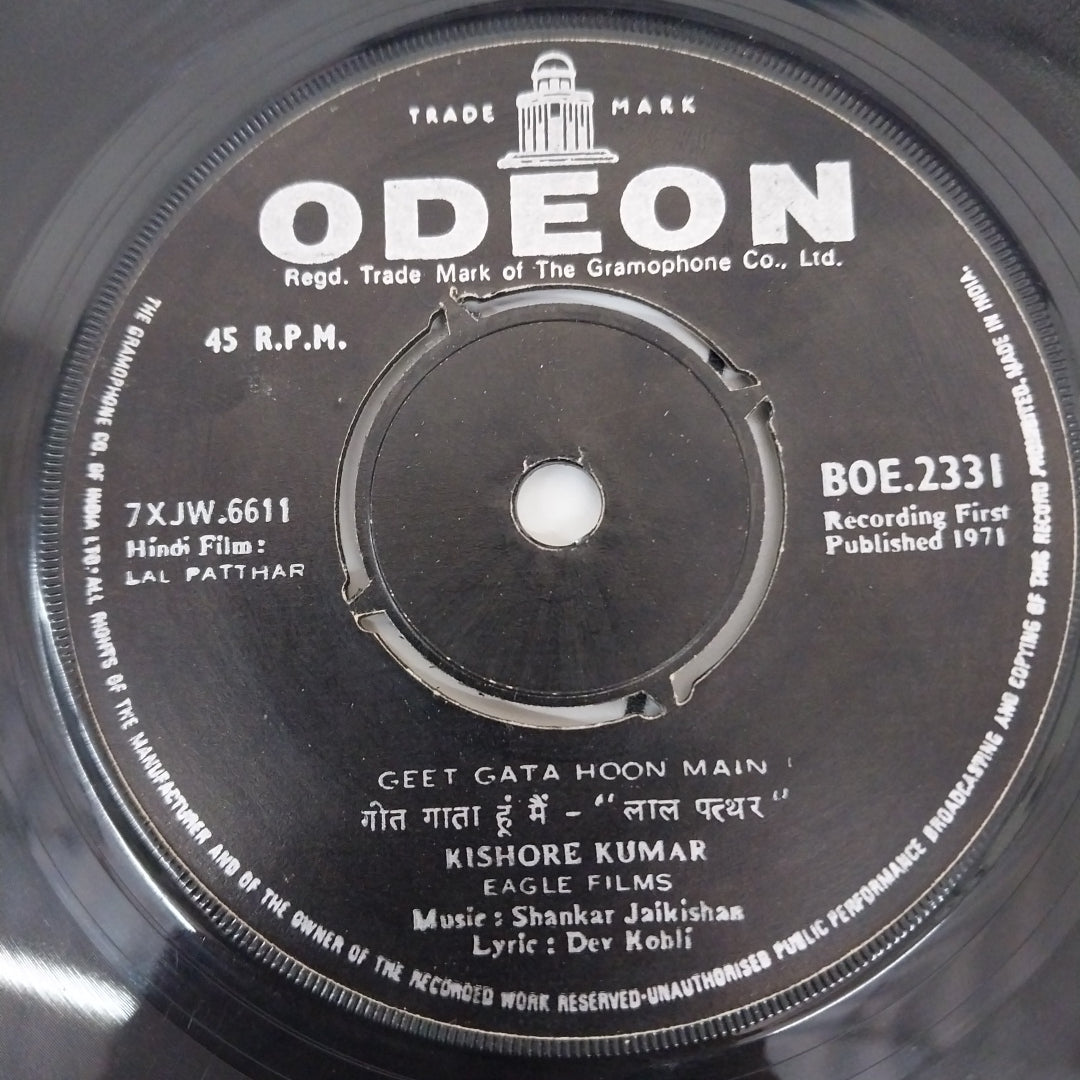 TRADE MARK
ODEON
Regd. Trade Mark of The Gramophone Co., Ltd.
45 R.P.M.
7XJW.6611
Hindi Film:
LAL PATTHAR
BOE.2331
Recording First
Published 1971
GEET GATA HOON MAIN
गीत गाता हूं मैं - "लाल पत्थर"
KISHORE KUMAR
EAGLE FILMS
Music : Shankar Jaikishan
Lyric : Dev Kohli
THE GRAMOPHONE CO. OF INDIA LTD. ALL RIGHTS OF THE MANUFACTURER AND OF THE OWNER OF THE RECORDED WORK RESERVED-UNAUTHORISED PUBLIC PERFORMANCE BROADCASTING AND COPYING OF THIS RECORD PROHIBITED. MADE IN INDIA.